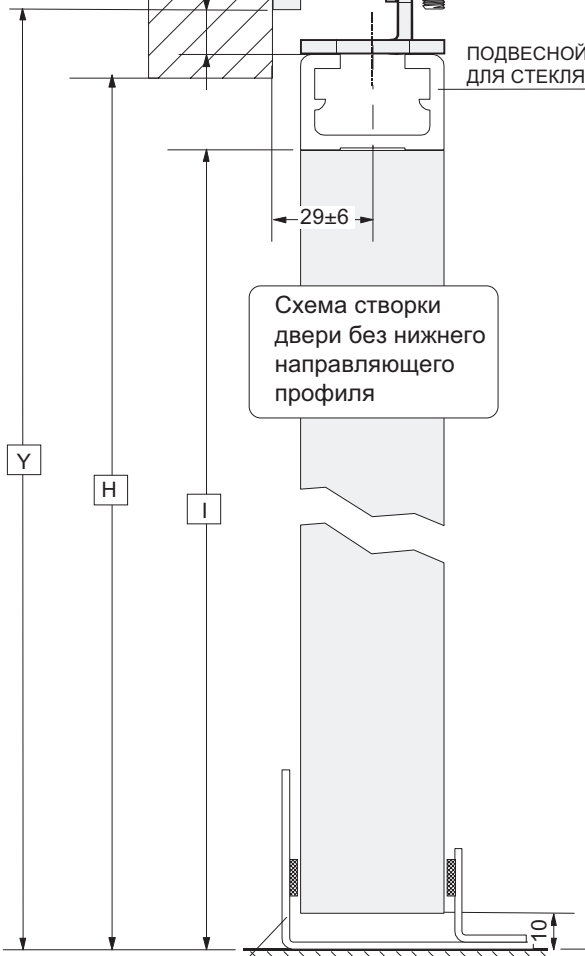 ПОДВЕСНОЙ
ДЛЯ СТЕКЛЯ
29±6
Схема створки
двери без нижнего
направляющего
профиля
Y
H
I
10